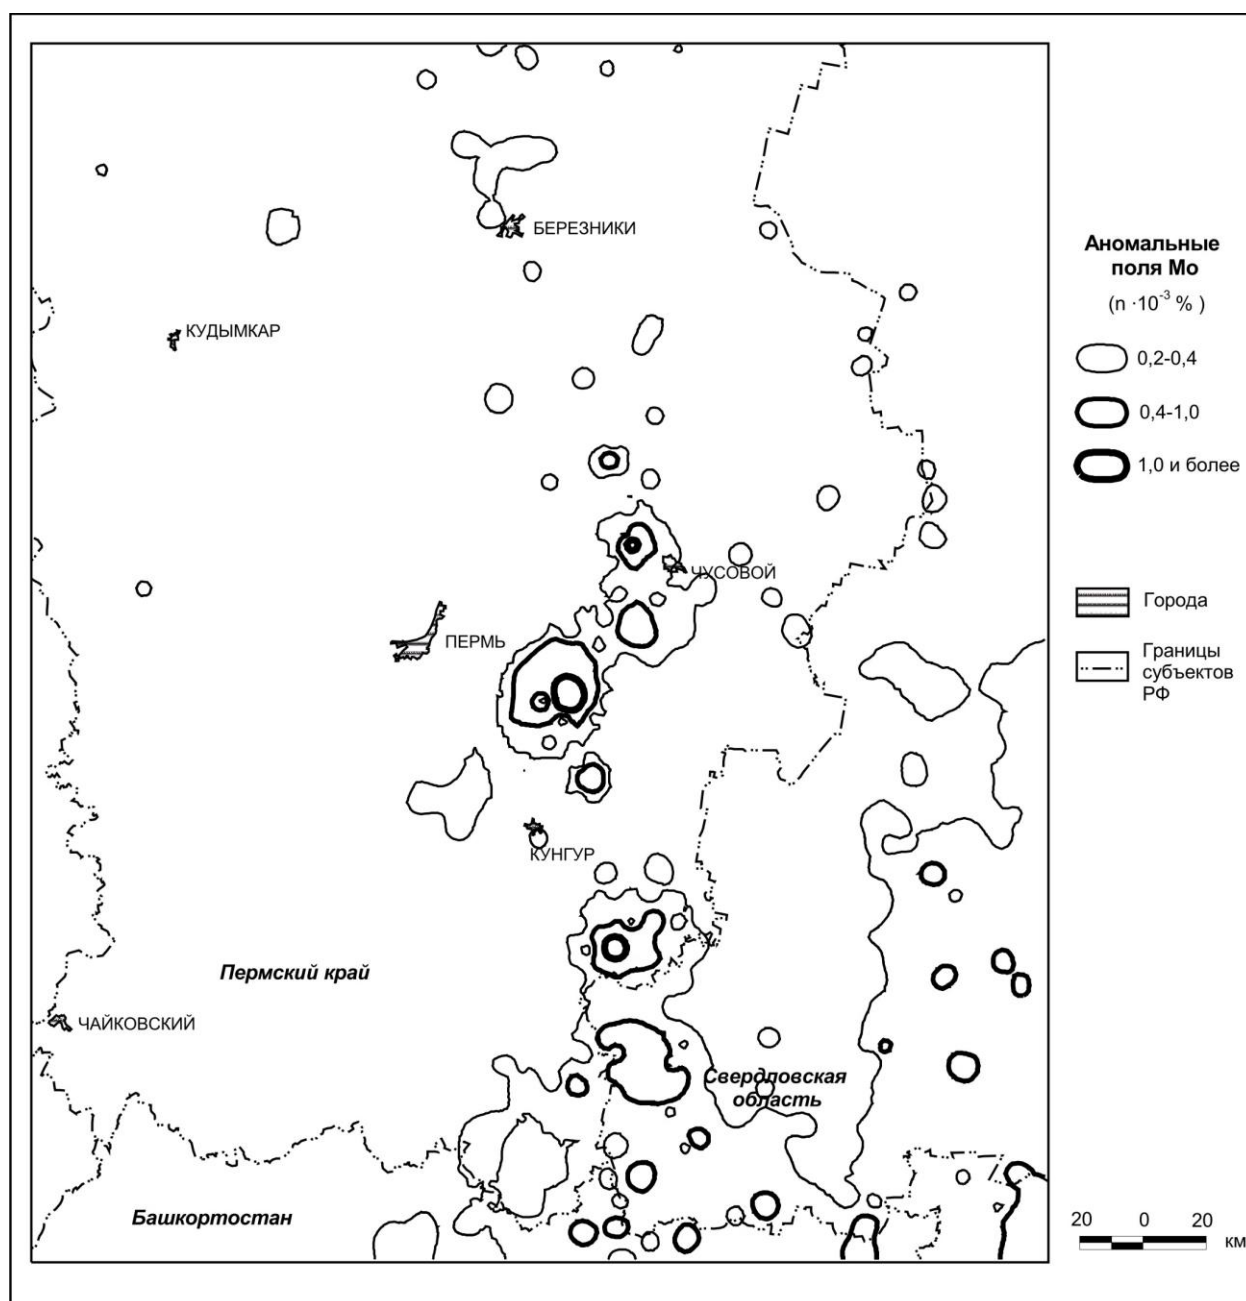 БЕРЕЗНИКИ
КУДЫМКАР
ЧУСОВОЙ
ПЕРМЬ
КУНГУР
Пермский край
ЧАЙКОВСКИЙ
Свердловская
область
Башкортостан
Аномальные
поля Мо
(n ·10⁻³ % )
0,2-0,4
0,4-1,0
1,0 и более
Города
Границы
субъектов
РФ
20 0 20
км